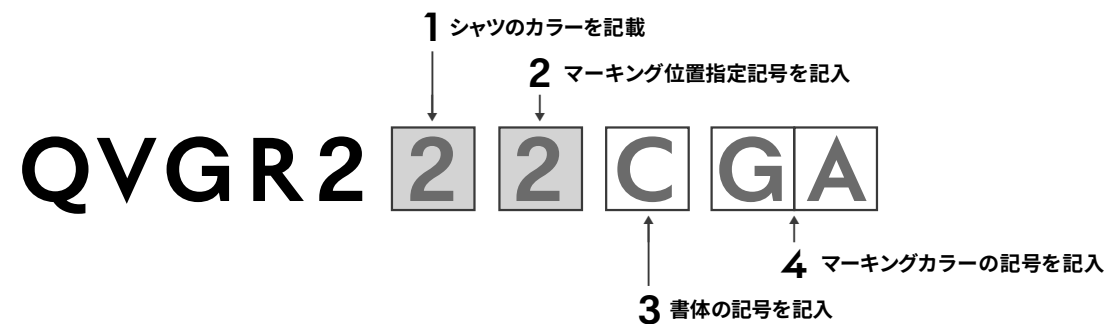 1 シャツのカラーを記載
2 マーキング位置指定記号を記入
QVGR2 2 2 C G A
4 マーキングカラーの記号を記入
3 書体の記号を記入